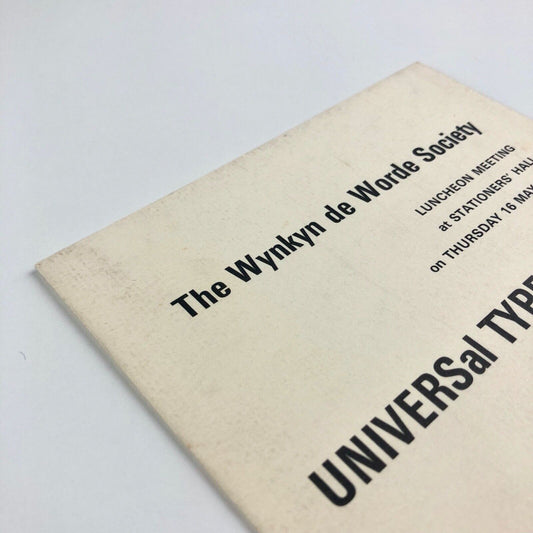 The Wynkyn de Worde Society
LUNCHEON MEETING
at STATIONERS' HALL
on THURSDAY 16 MAY
UNIVERSal TYPE